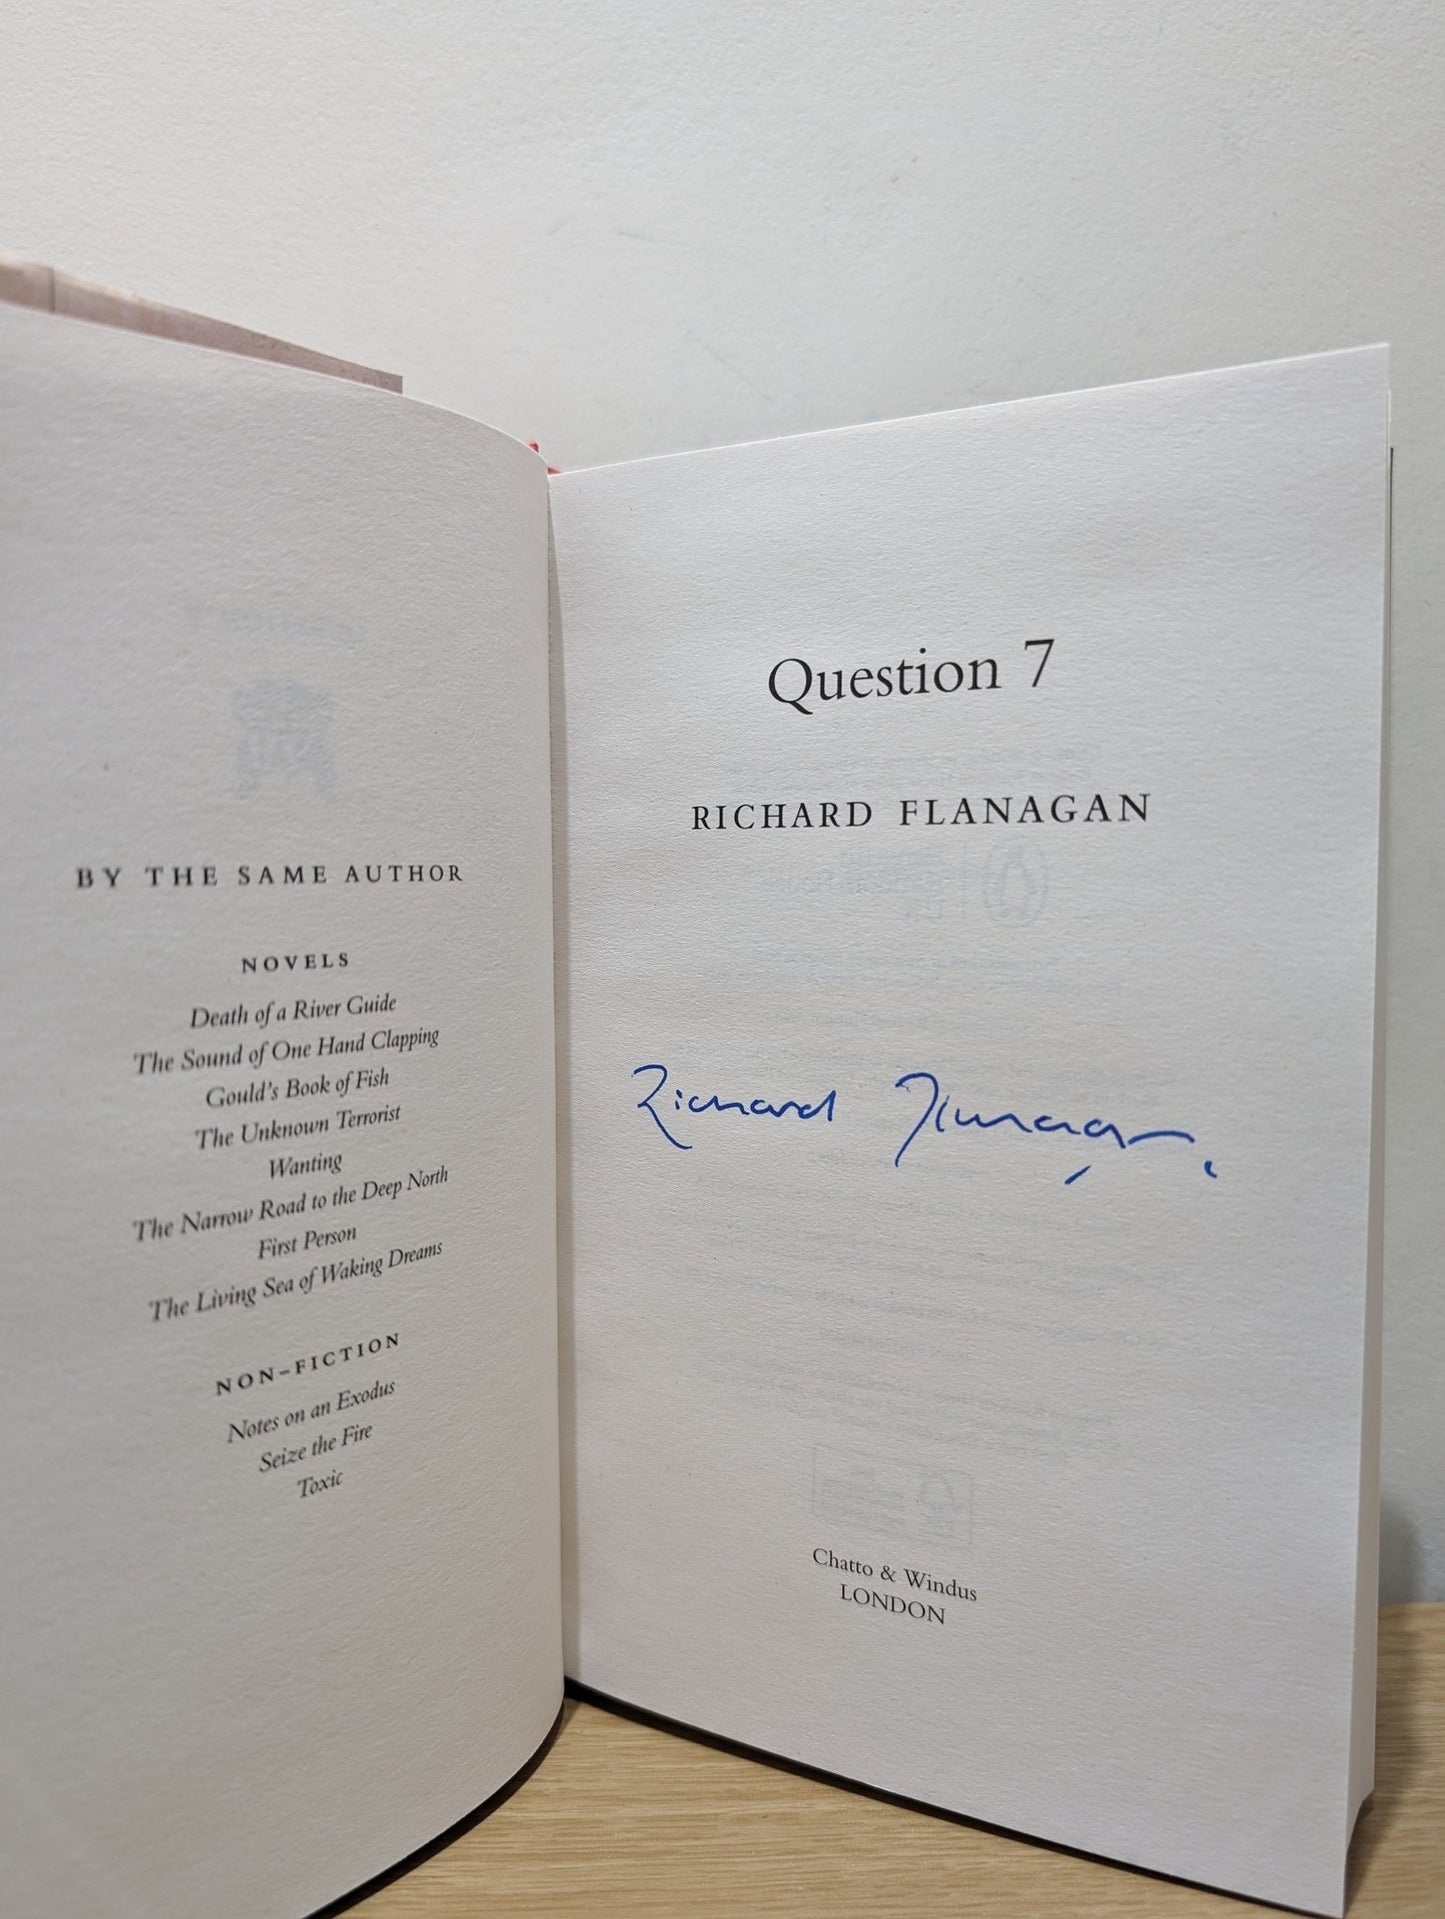 BY THE SAME AUTHOR
NOVELS
Death of a River Guide
The Sound of One Hand Clapping
Gould's Book of Fish
The Unknown Terrorist
Wanting
The Narrow Road to the Deep North
First Person
The Living Sea of Waking Dreams
NON-FICTION
Notes on an Exodus
Seize the Fire
Toxic
Question 7
RICHARD FLANAGAN
Richard Flanagan
Chatto & Windus
LONDON